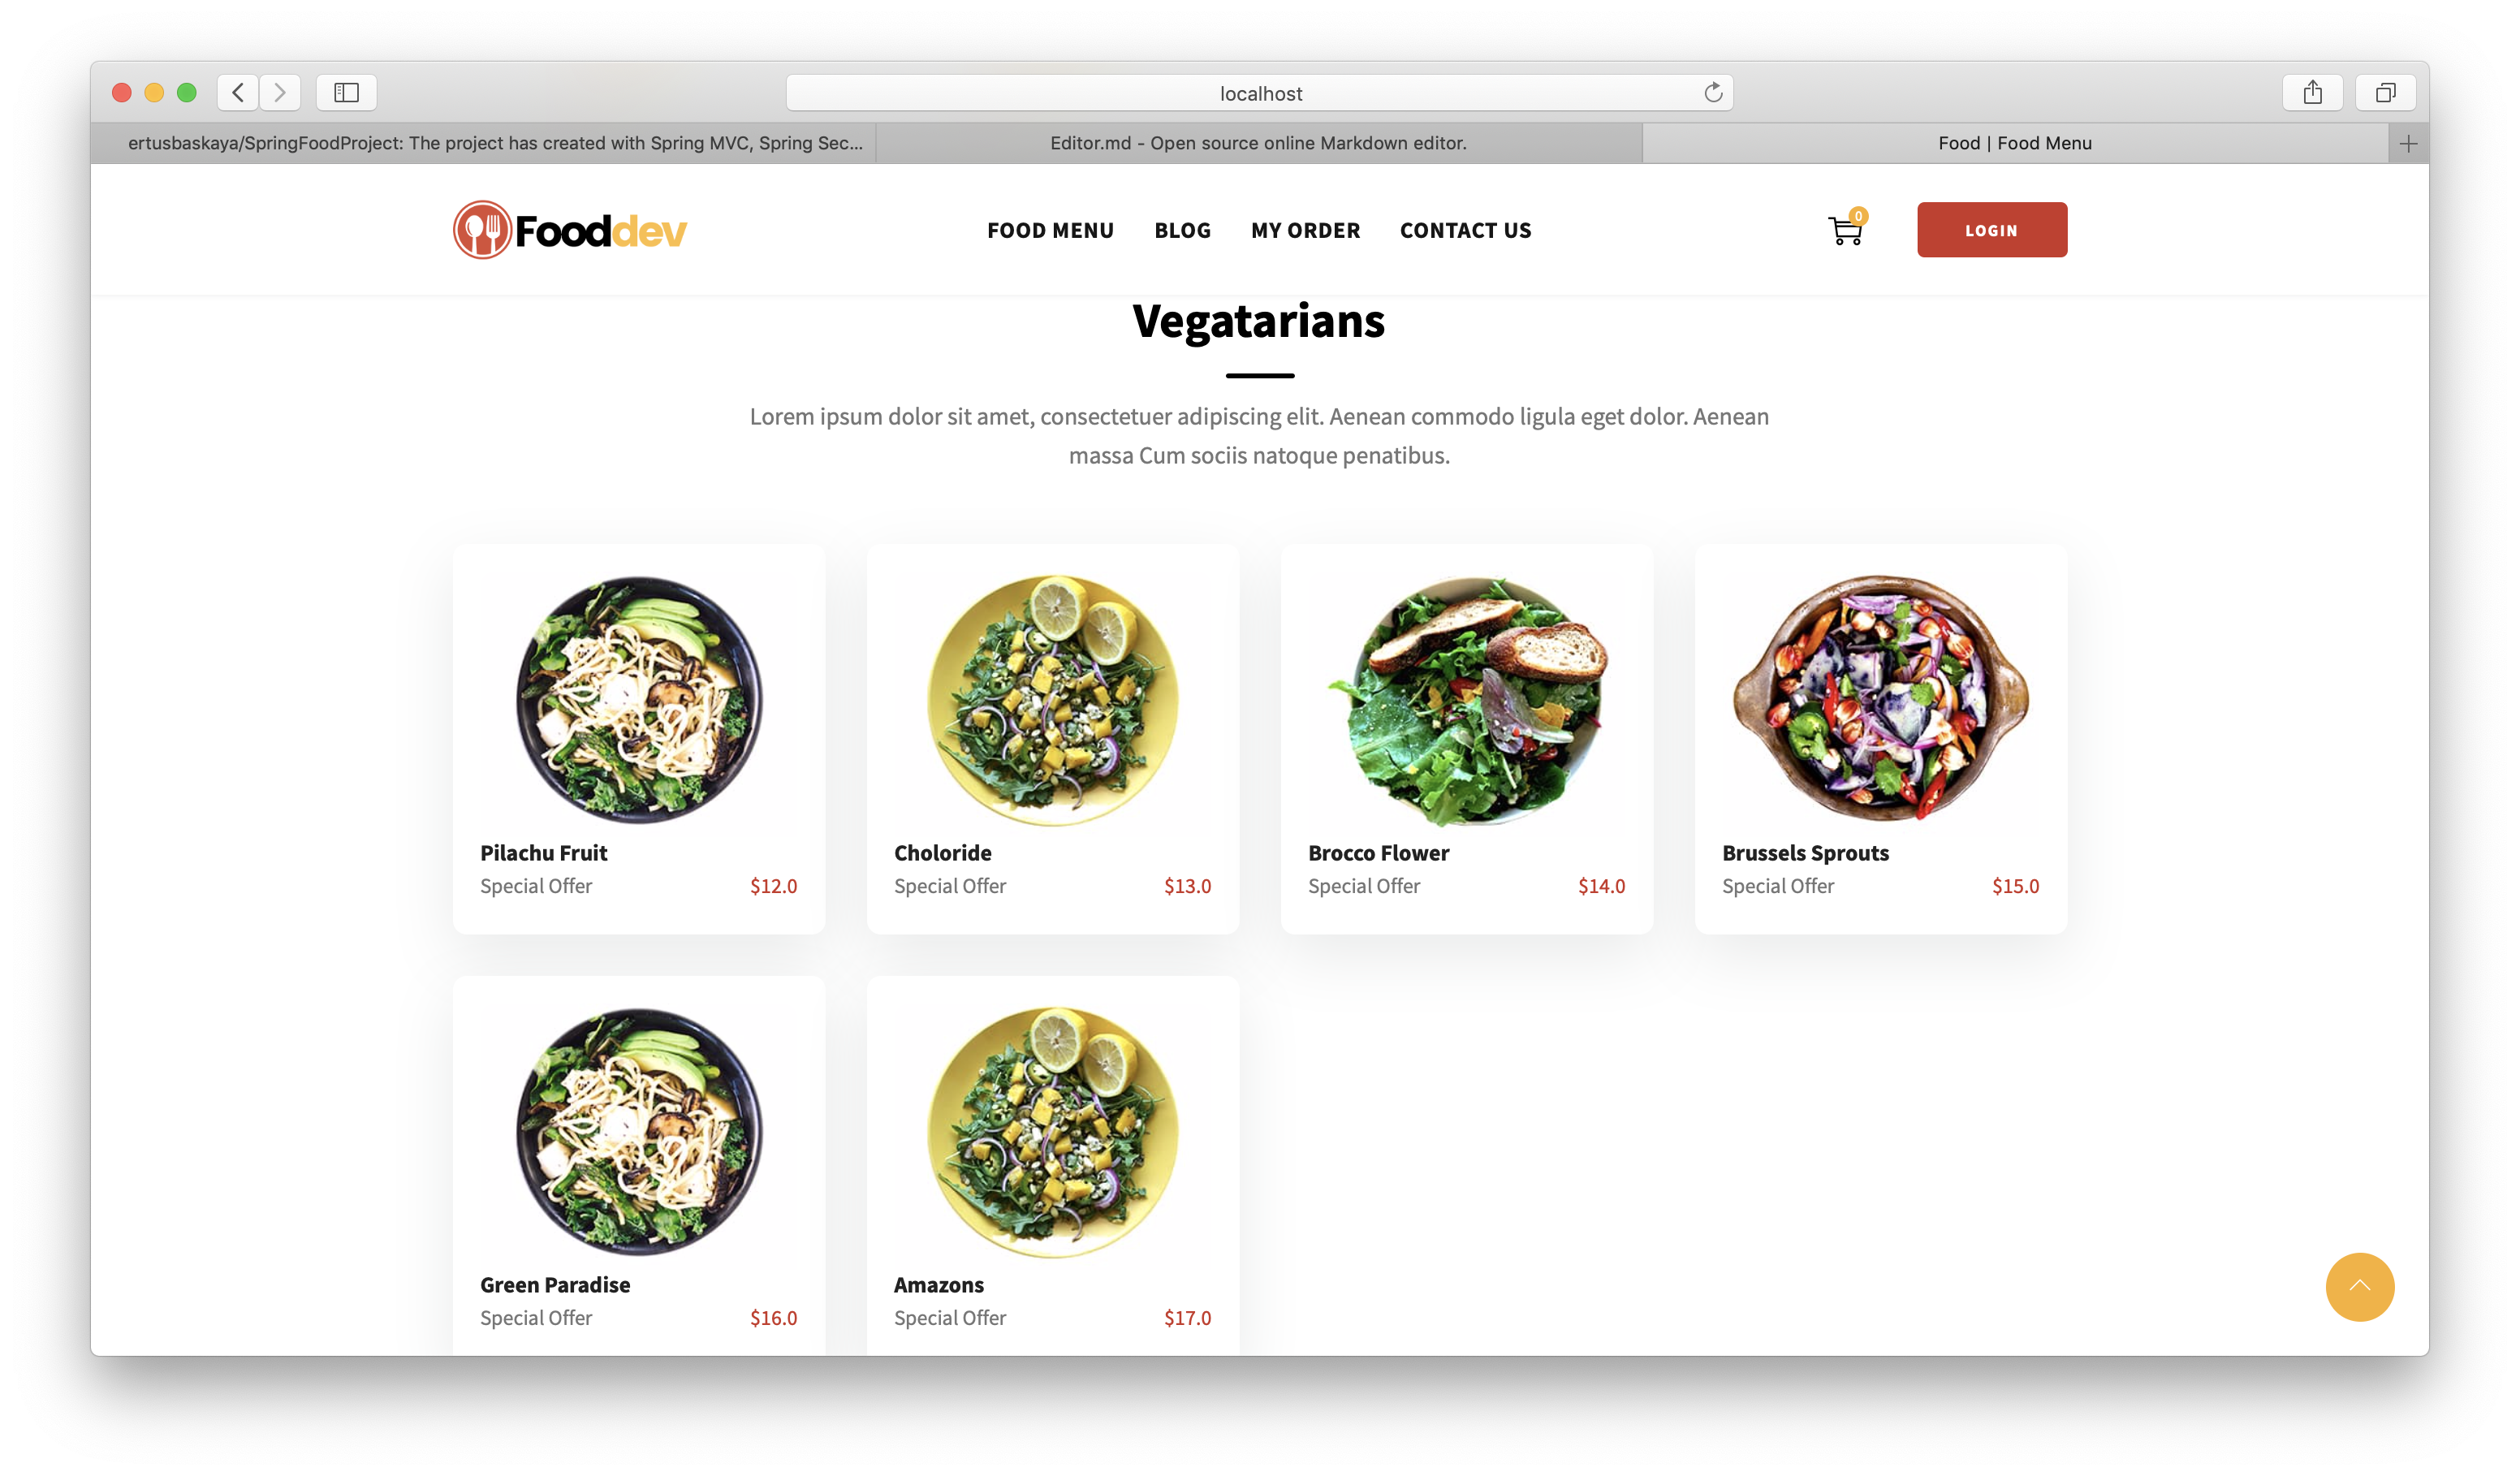 localhost
ertusbaskaya/SpringFoodProject: The project has created with Spring MVC, Spring Sec...
Editor.md - Open source online Markdown editor.
Food | Food Menu
Fooddev
FOOD MENU
BLOG
MY ORDER
CONTACT US
0
LOGIN
Vegatarians
Lorem ipsum dolor sit amet, consectetuer adipiscing elit. Aenean commodo ligula eget dolor. Aenean
massa Cum sociis natoque penatibus.
Pilachu Fruit
Special Offer $12.0
Choloride
Special Offer $13.0
Brocco Flower
Special Offer $14.0
Brussels Sprouts
Special Offer $15.0
Green Paradise
Special Offer $16.0
Amazons
Special Offer $17.0